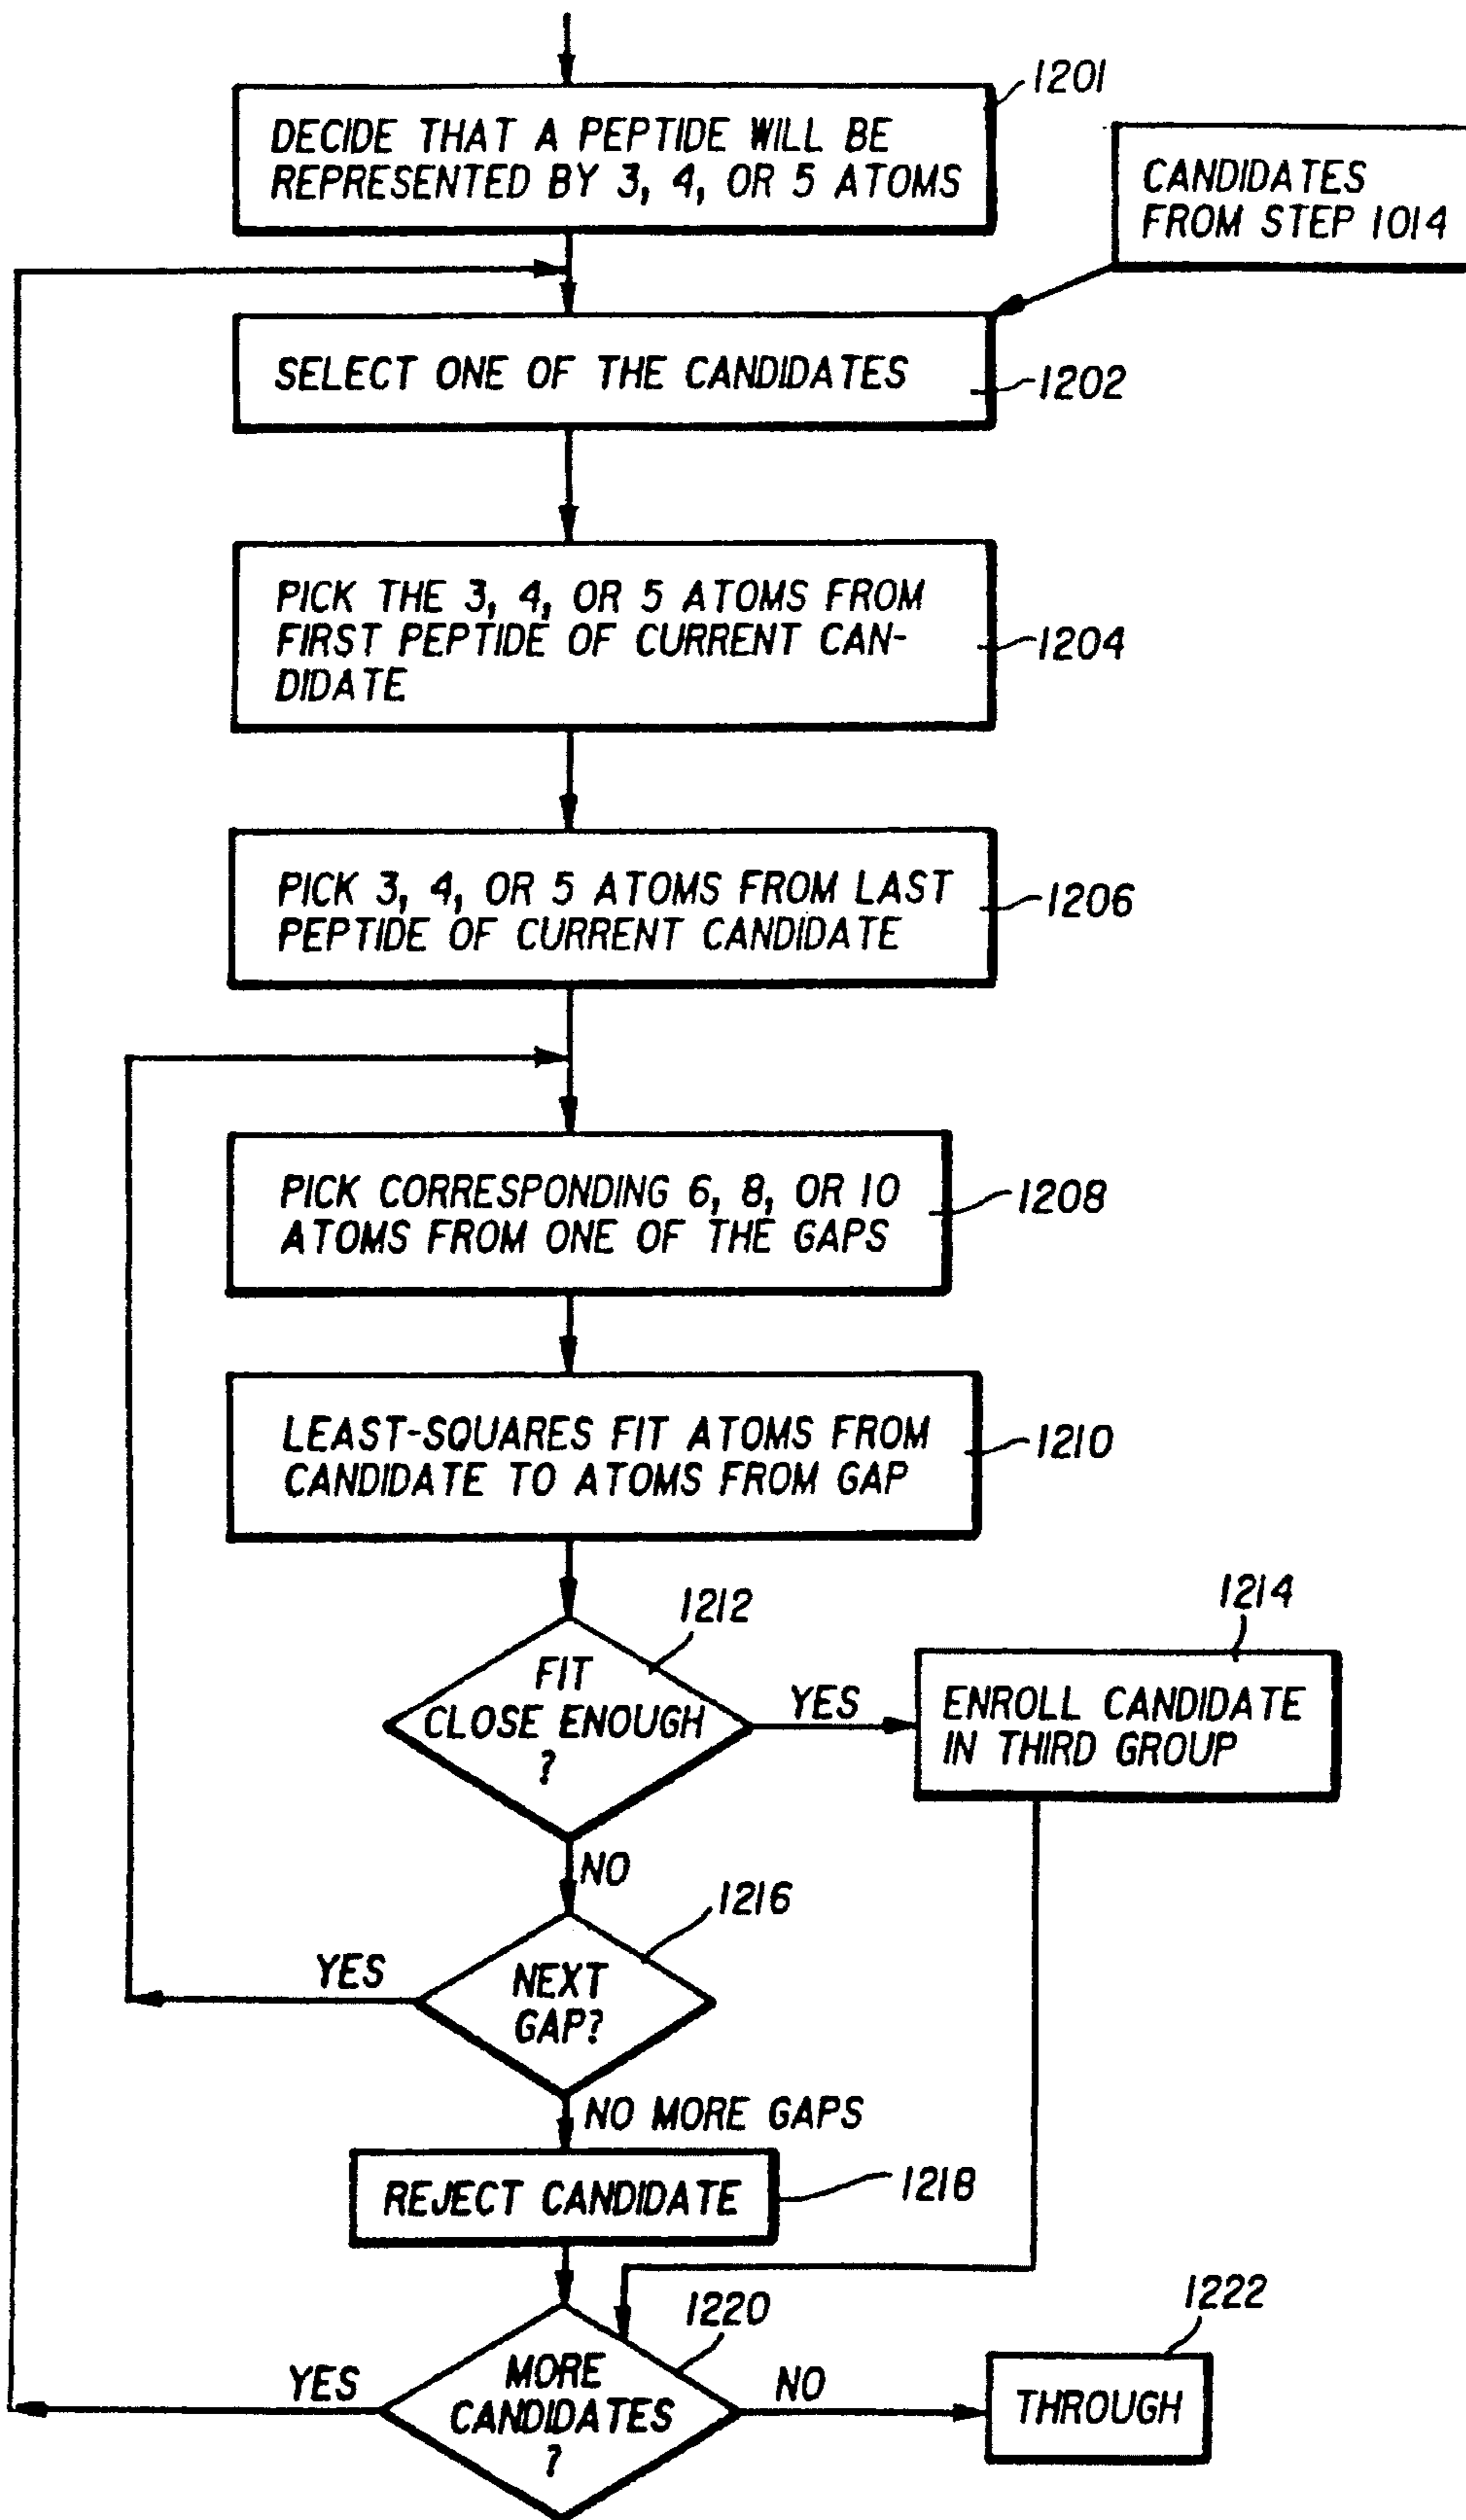 1201
DECIDE THAT A PEPTIDE WILL BE
REPRESENTED BY 3, 4, OR 5 ATOMS
CANDIDATES
FROM STEP 1014
SELECT ONE OF THE CANDIDATES
1202
PICK THE 3, 4, OR 5 ATOMS FROM
FIRST PEPTIDE OF CURRENT CAN-
DIDATE
1204
PICK 3, 4, OR 5 ATOMS FROM LAST
PEPTIDE OF CURRENT CANDIDATE
1206
PICK CORRESPONDING 6, 8, OR 10
ATOMS FROM ONE OF THE GAPS
1208
LEAST-SQUARES FIT ATOMS FROM
CANDIDATE TO ATOMS FROM GAP
1210
1212
FIT
CLOSE ENOUGH
?
YES
1214
ENROLL CANDIDATE
IN THIRD GROUP
NO
1216
NEXT
GAP?
YES
NO MORE GAPS
REJECT CANDIDATE
1218
1220
MORE
CANDIDATES
?
YES
NO
1222
THROUGH